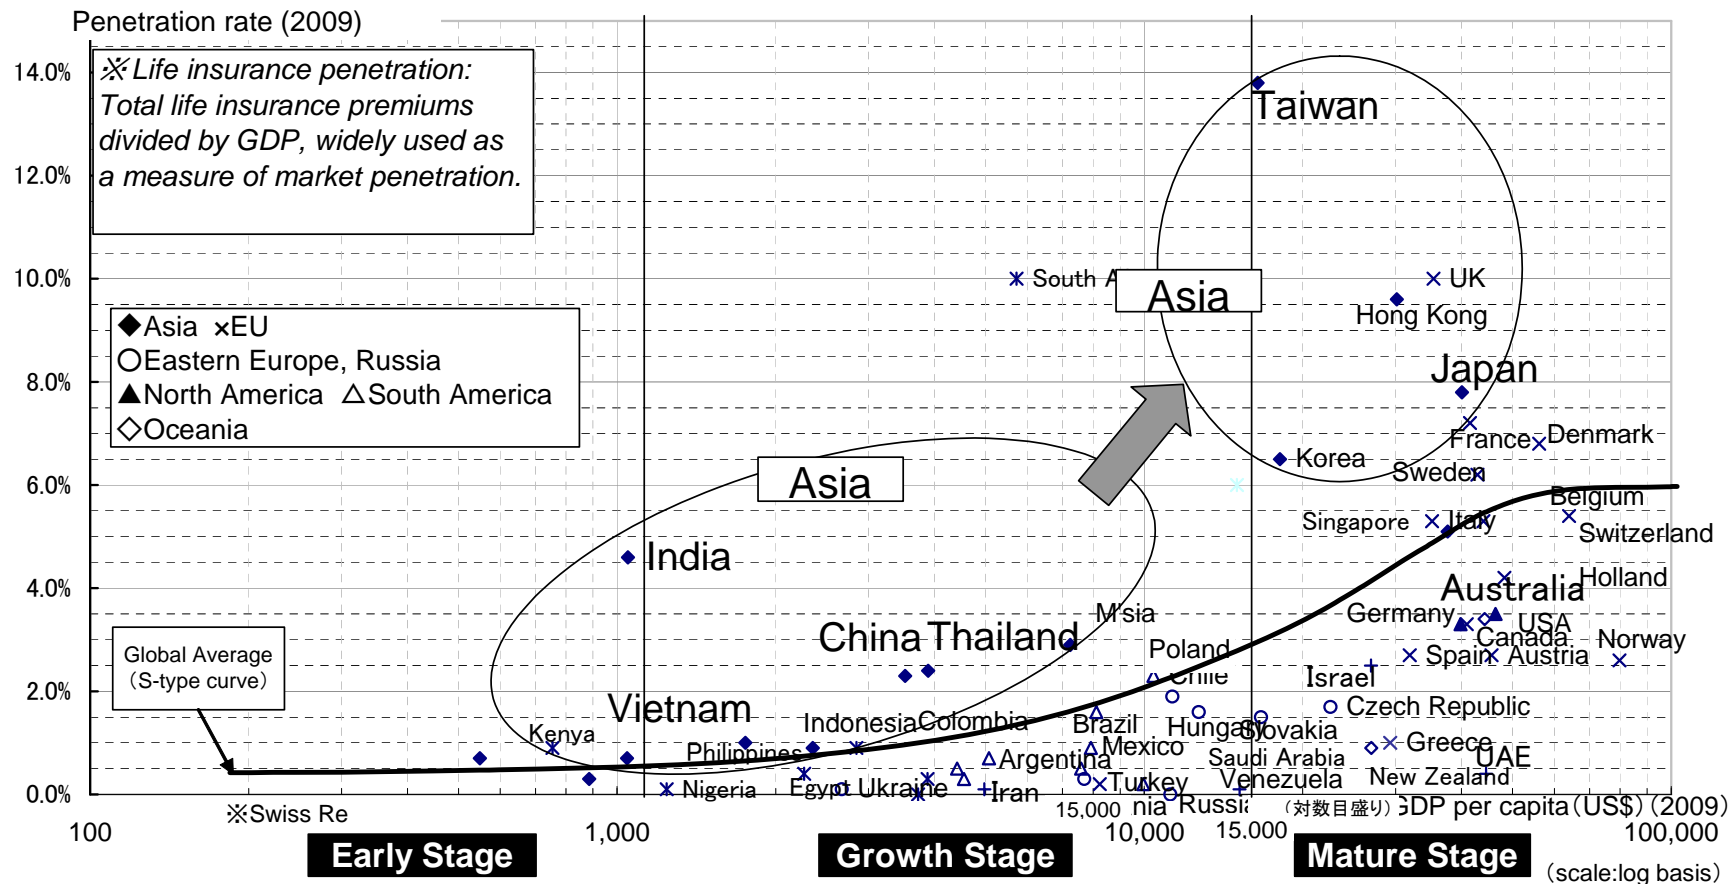 Penetration rate (2009)
14.0%
12.0%
10.0%
8.0%
6.0%
4.0%
2.0%
0.0%
※ Life insurance penetration:
Total life insurance premiums
divided by GDP, widely used as
a measure of market penetration.
◆Asia ×EU
○Eastern Europe, Russia
▲North America △South America
◇Oceania
Global Average
（S-type curve）
Taiwan
South A
Asia
UK
Hong Kong
Japan
France
Denmark
Korea
Sweden
Asia
Belgium
Singapore
Italy
Switzerland
India
Holland
Australia
M'sia
Germany
USA
China
Thailand
Canada
Norway
Poland
Spain
Austria
Chile
Israel
Vietnam
Czech Republic
Indonesia
Colombia
Brazil
Hungary
Slovakia
Kenya
Philippines
Mexico
Greece
Argentina
Saudi Arabia
UAE
Nigeria
Egypt
Ukraine
Iran
Turkey
Venezuela
New Zealand
※Swiss Re
15,000
nia
Russia
（対数目盛り）
GDP per capita（US$）（2009）
100
1,000
10,000
15,000
100,000
Early Stage
Growth Stage
Mature Stage
（scale:log basis）